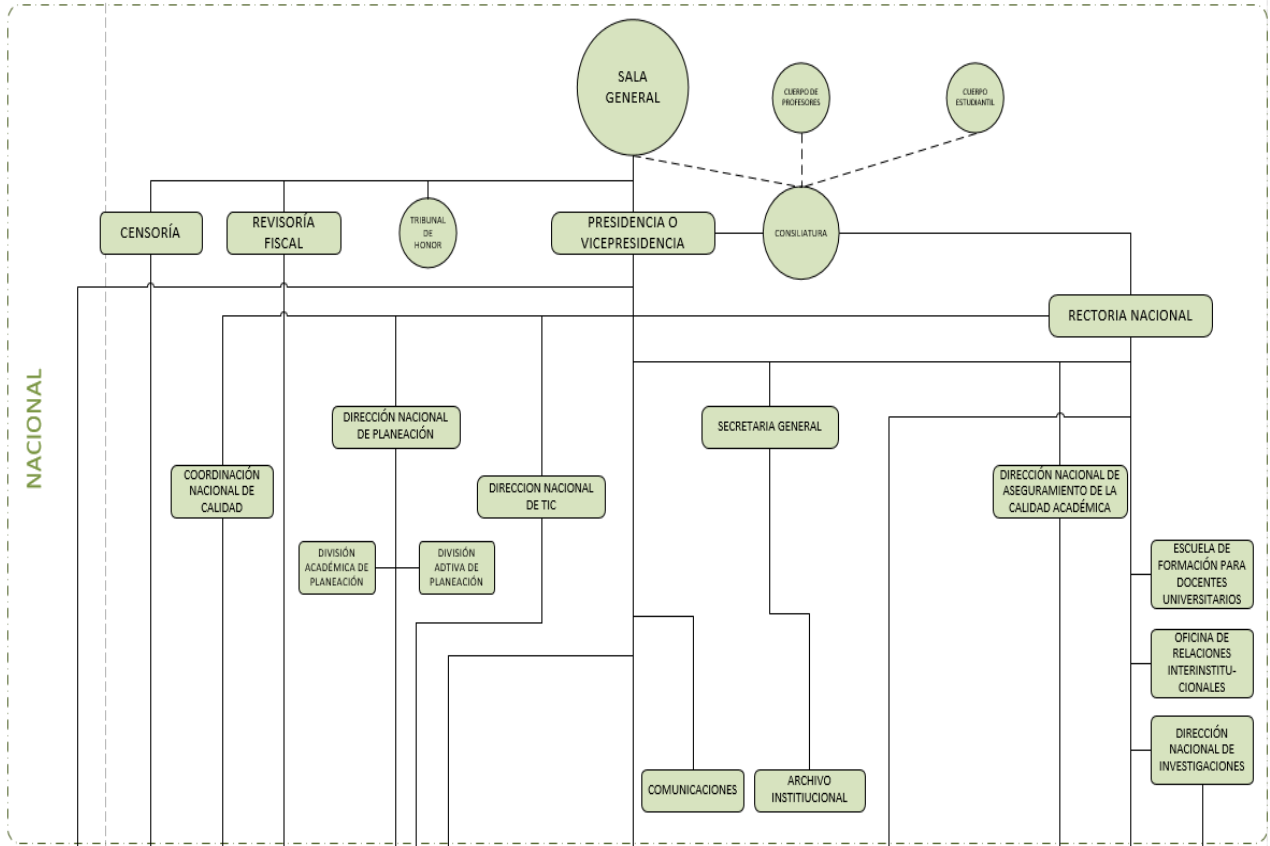 SALA
GENERAL
CUERPO DE
PROFESORES
CUERPO
ESTUDIANTIL
CENSORÍA
REVISORÍA
FISCAL
TRIBUNAL
DE
HONOR
PRESIDENCIA O
VICEPRESIDENCIA
CONSILIATURA
RECTORIA NACIONAL
NACIONAL
DIRECCIÓN NACIONAL
DE PLANEACIÓN
SECRETARIA GENERAL
COORDINACIÓN
NACIONAL DE
CALIDAD
DIRECCION NACIONAL
DE TIC
DIRECCIÓN NACIONAL DE
ASEGURAMIENTO DE LA
CALIDAD ACADÉMICA
DIVISIÓN
ACADÉMICA DE
PLANEACIÓN
DIVISIÓN
ADTIVA DE
PLANEACIÓN
ESCUELA DE
FORMACIÓN PARA
DOCENTES
UNIVERSITARIOS
OFICINA DE
RELACIONES
INTERINSTITU-
CIONALES
DIRECCIÓN
NACIONAL DE
INVESTIGACIONES
COMUNICACIONES
ARCHIVO
INSTITIUCIONAL